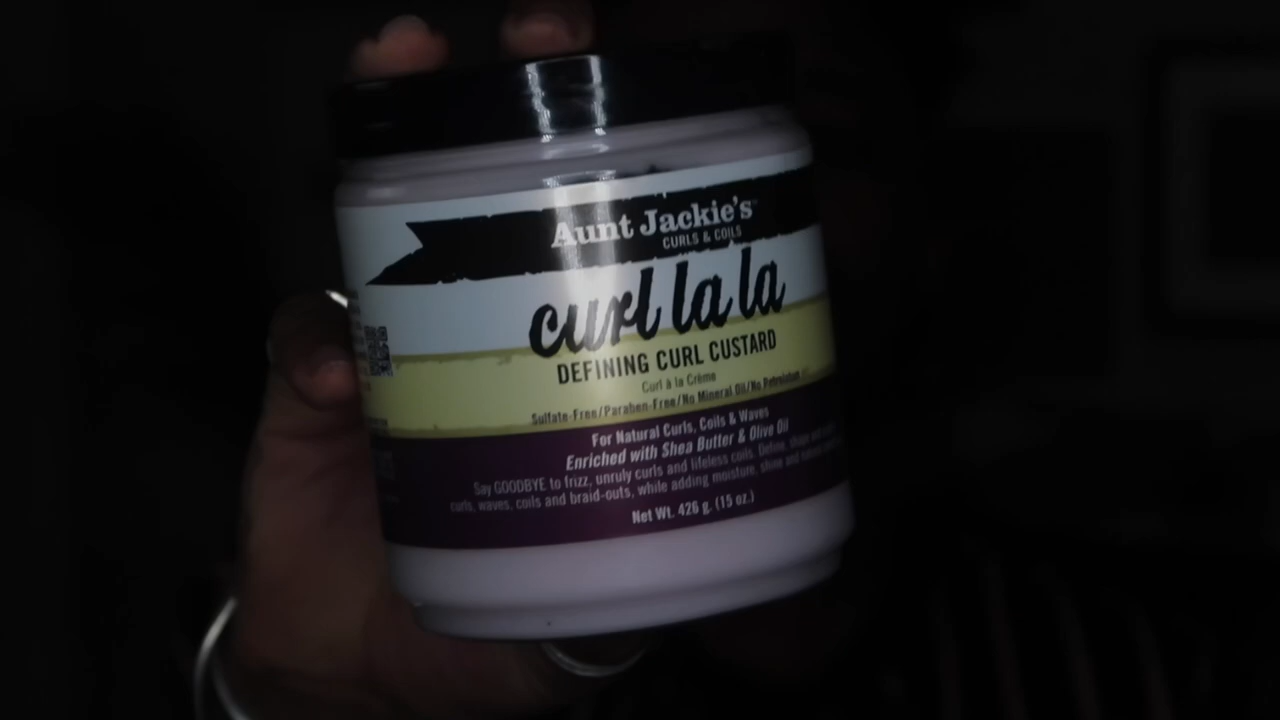 Aunt Jackie's
CURLS & COILS
curl la la
DEFINING CURL CUSTARD
Curl à la Crème
Sulfate-Free/Paraben-Free/No Mineral Oil/No Petrolatum
For Natural Curls, Coils & Waves
Enriched with Shea Butter & Olive Oil
Say GOODBYE to frizz, unruly curls and lifeless coils. Define, shape and
curls, waves, coils and braid-outs, while adding moisture, shine and
Net Wt. 426 g. (15 oz.)